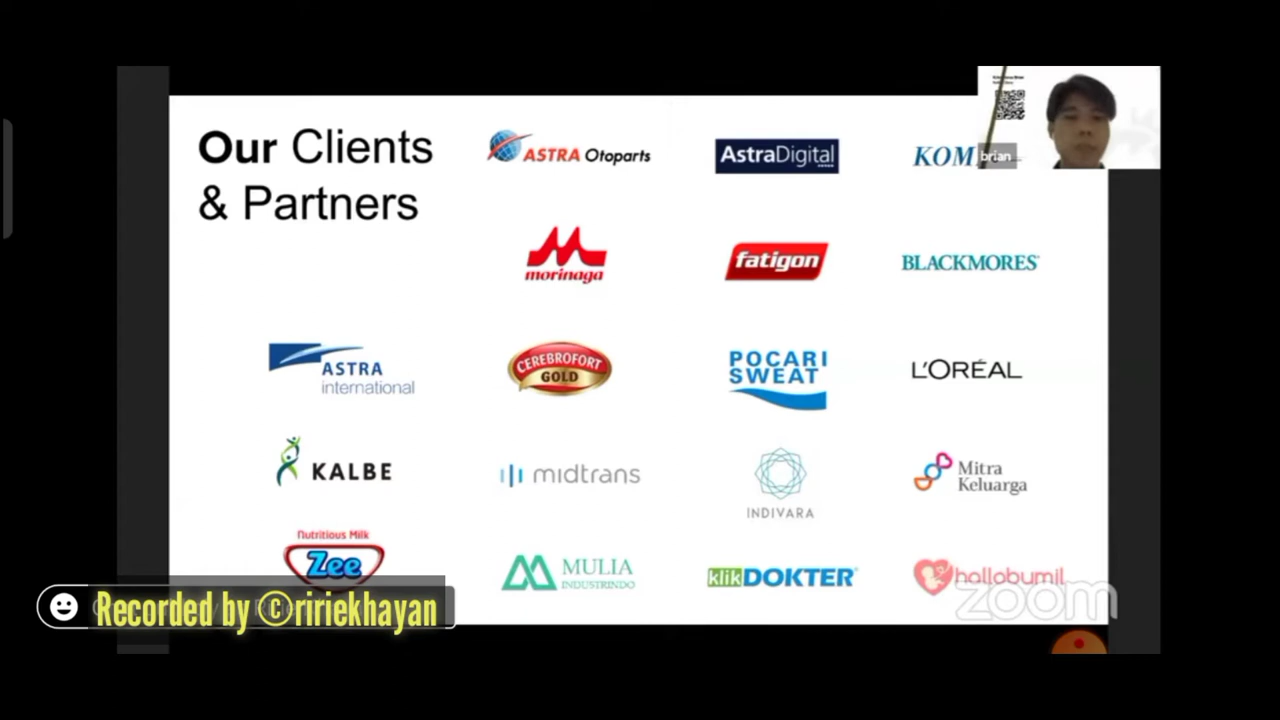 Our Clients
& Partners
ASTRA Otoparts
AstraDigital
KOM
brian
morinaga
fatigon
BLACKMORES
ASTRA
international
CEREBROFORT
GOLD
POCARI
SWEAT
L'ORÉAL
KALBE
midtrans
INDIVARA
Mitra
Keluarga
Nutritious Milk
Zee
MULIA
INDUSTRINDO
klikDOKTER
hallobumil
zoom
Recorded by ©ririekhayan